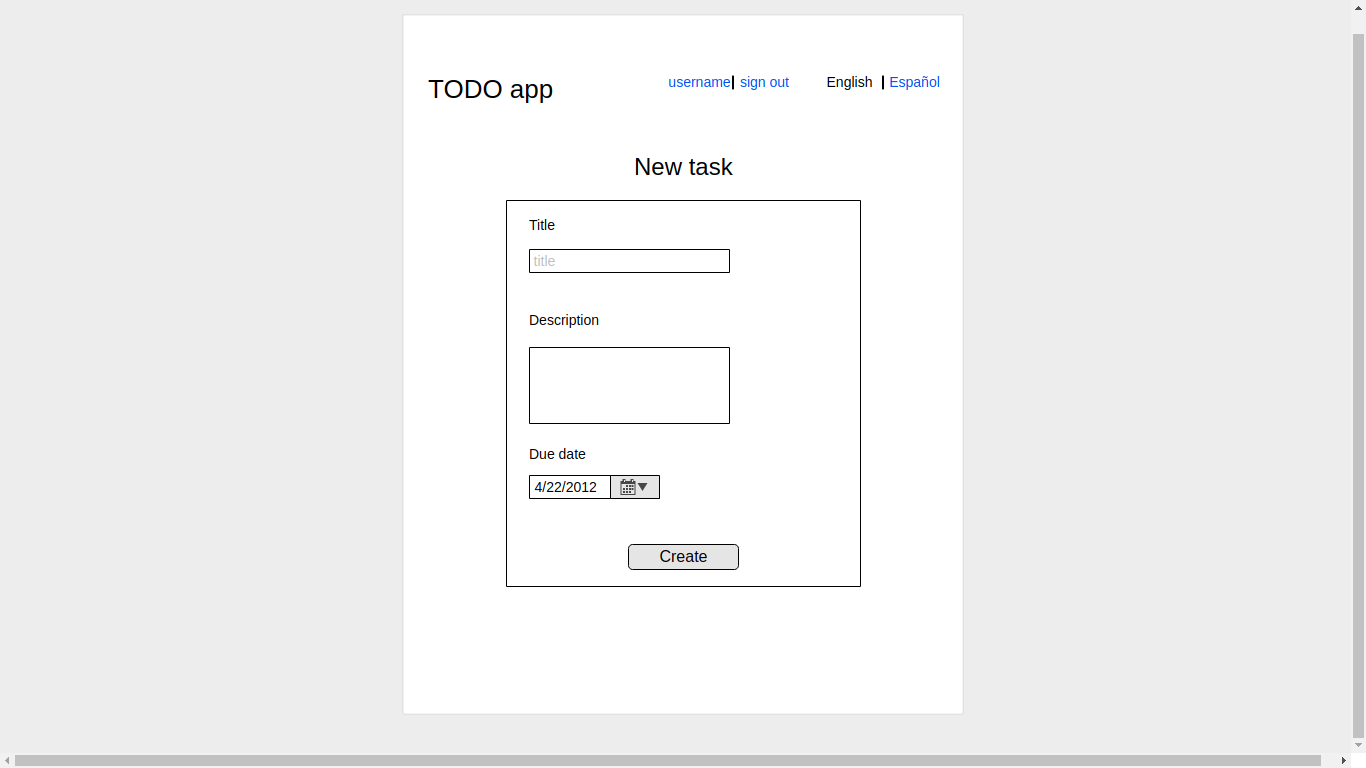 TODO app
username | sign out English | Español
New task
Title
title
Description
Due date
4/22/2012
Create